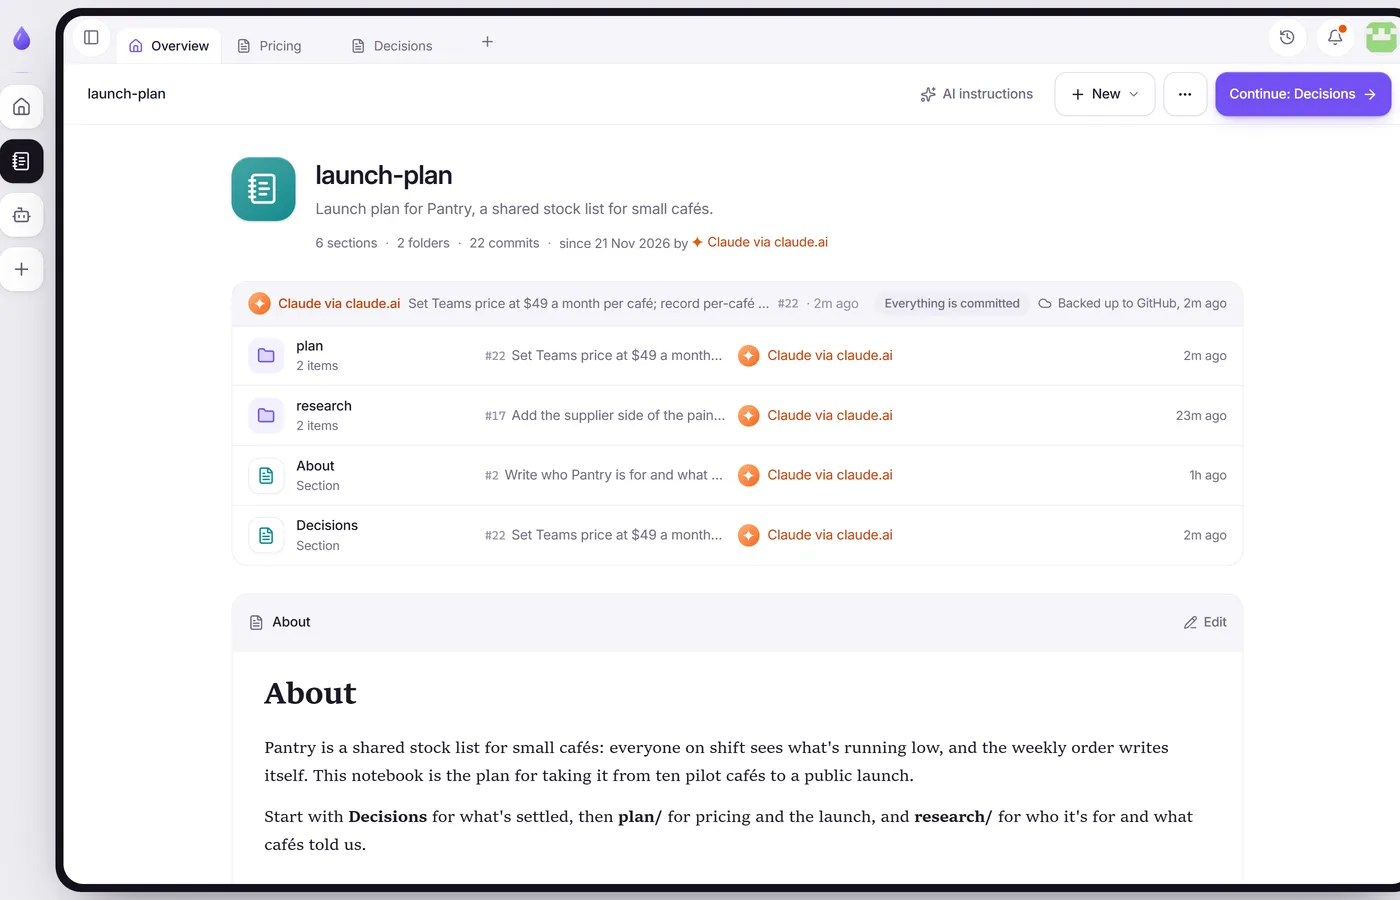 Overview
Pricing
Decisions
launch-plan
AI instructions
New
Continue: Decisions
launch-plan
Launch plan for Pantry, a shared stock list for small cafés.
6 sections · 2 folders · 22 commits · since 21 Nov 2026 by Claude via claude.ai
Claude via claude.ai Set Teams price at $49 a month per café; record per-café ... #22 · 2m ago Everything is committed Backed up to GitHub, 2m ago
plan
2 items
#22 Set Teams price at $49 a month... Claude via claude.ai 2m ago
research
2 items
#17 Add the supplier side of the pain... Claude via claude.ai 23m ago
About
Section
#2 Write who Pantry is for and what ... Claude via claude.ai 1h ago
Decisions
Section
#22 Set Teams price at $49 a month... Claude via claude.ai 2m ago
About
Edit
About
Pantry is a shared stock list for small cafés: everyone on shift sees what's running low, and the weekly order writes
itself. This notebook is the plan for taking it from ten pilot cafés to a public launch.
Start with Decisions for what's settled, then plan/ for pricing and the launch, and research/ for who it's for and what
cafés told us.